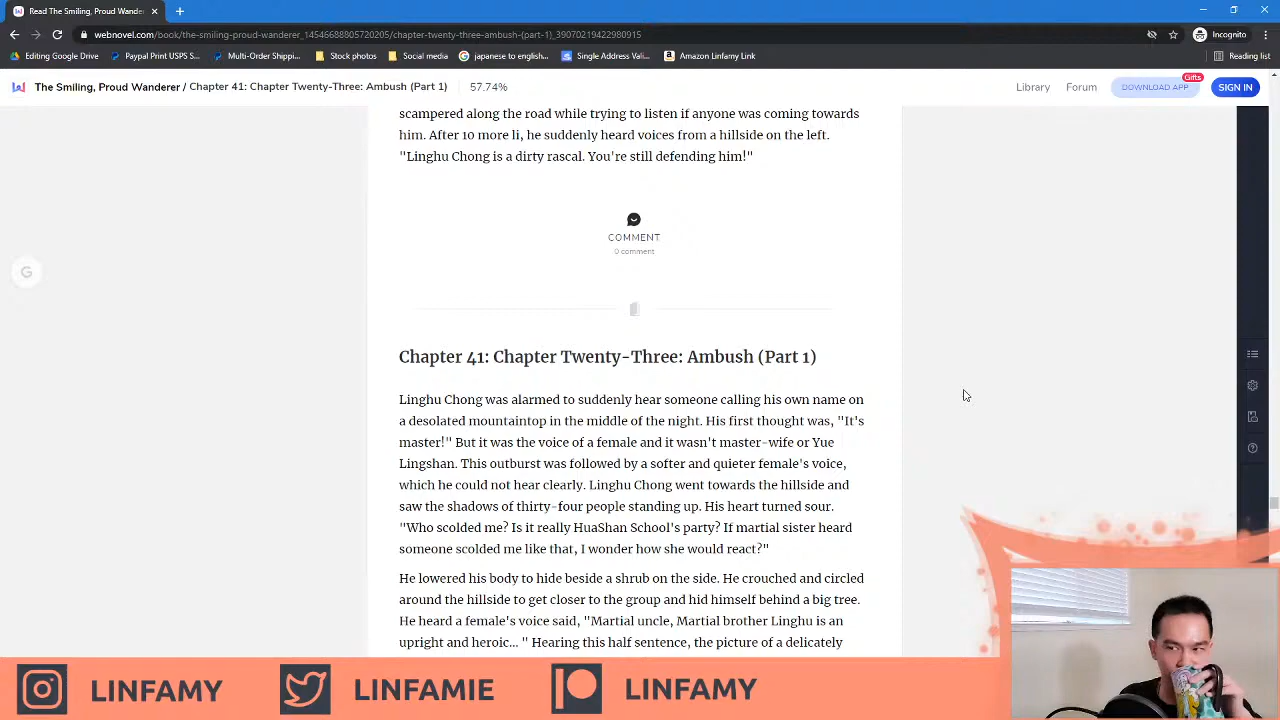 Read The Smiling, Proud Wander
Incognito
webnovel.com/book/the-smiling-proud-wanderer_14546688805720205/chapter-twenty-three-ambush-(part-1)_39070219422980915
Editing Google Drive
Paypal Print USPS S...
Multi-Order Shippi...
Stock photos
Social media
japanese to english...
Single Address Vali...
Amazon Linfamy Link
Reading list
The Smiling, Proud Wanderer / Chapter 41: Chapter Twenty-Three: Ambush (Part 1)
57.74%
Library
Forum
DOWNLOAD APP
Gifts
SIGN IN
scampered along the road while trying to listen if anyone was coming towards
him. After 10 more li, he suddenly heard voices from a hillside on the left.
"Linghu Chong is a dirty rascal. You're still defending him!"
COMMENT
0 comment
G
Chapter 41: Chapter Twenty-Three: Ambush (Part 1)
Linghu Chong was alarmed to suddenly hear someone calling his own name on
a desolated mountaintop in the middle of the night. His first thought was, "It's
master!" But it was the voice of a female and it wasn't master-wife or Yue
Lingshan. This outburst was followed by a softer and quieter female's voice,
which he could not hear clearly. Linghu Chong went towards the hillside and
saw the shadows of thirty-four people standing up. His heart turned sour.
"Who scolded me? Is it really HuaShan School's party? If martial sister heard
someone scolded me like that, I wonder how she would react?"
He lowered his body to hide beside a shrub on the side. He crouched and circled
around the hillside to get closer to the group and hid himself behind a big tree.
He heard a female's voice said, "Martial uncle, Martial brother Linghu is an
upright and heroic... " Hearing this half sentence, the picture of a delicately
LINFAMY
LINFAMIE
LINFAMY